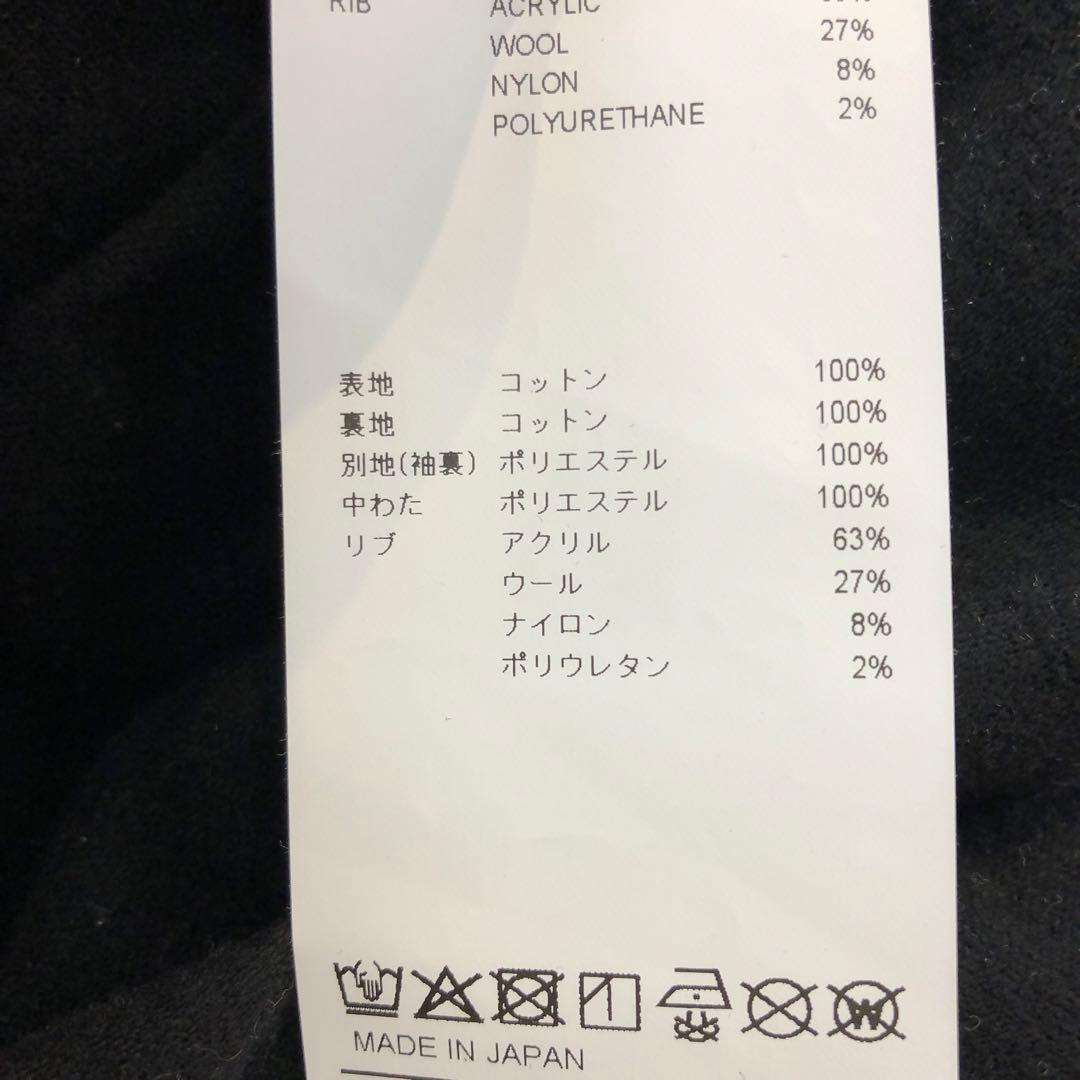 RIB ACRYLIC
WOOL 27%
NYLON 8%
POLYURETHANE 2%
表地 コットン 100%
裏地 コットン 100%
別地(袖裏) ポリエステル 100%
中わた ポリエステル 100%
リブ アクリル 63%
ウール 27%
ナイロン 8%
ポリウレタン 2%
W
MADE IN JAPAN